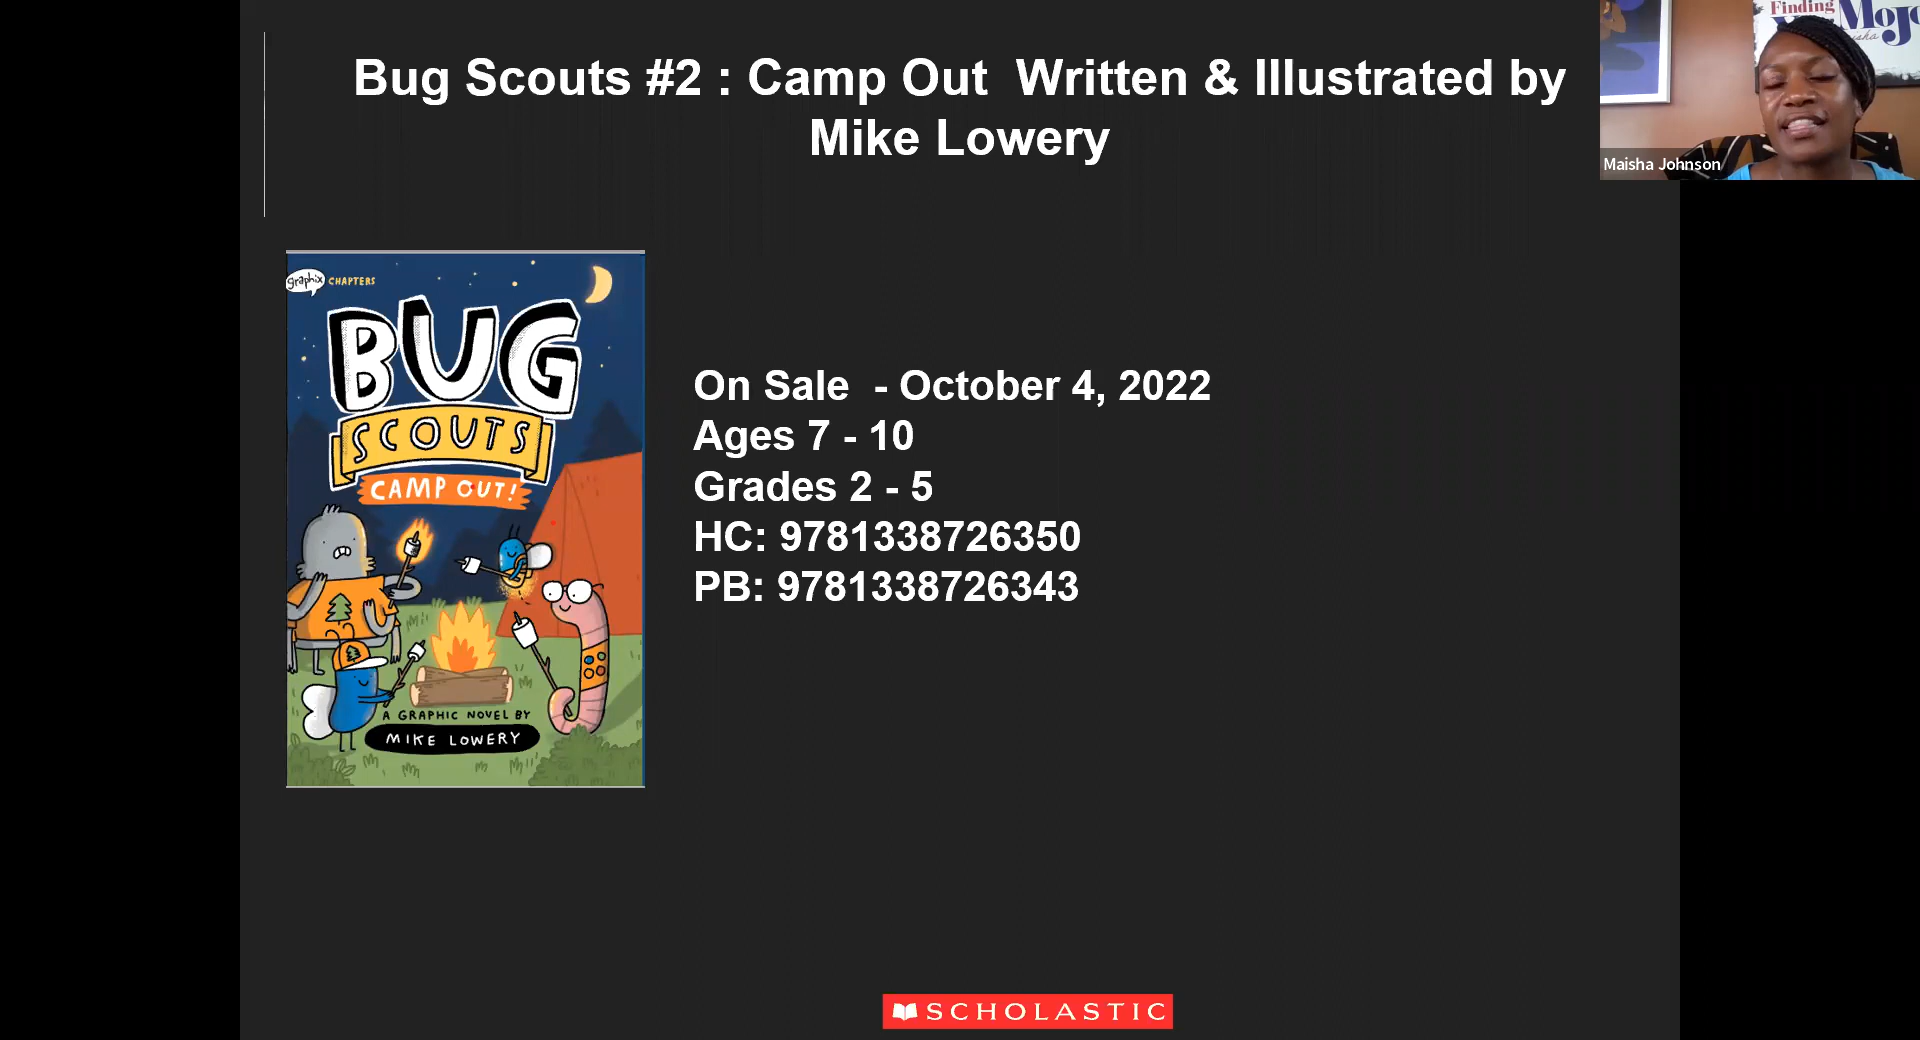 Bug Scouts #2 : Camp Out  Written & Illustrated by
Mike Lowery
Finding
Mojo
Maisha Johnson
graphix CHAPTERS
BUG
SCOUTS
CAMP OUT!
On Sale  - October 4, 2022
Ages 7 - 10
Grades 2 - 5
HC: 9781338726350
PB: 9781338726343
A GRAPHIC NOVEL BY
MIKE LOWERY
SCHOLASTIC